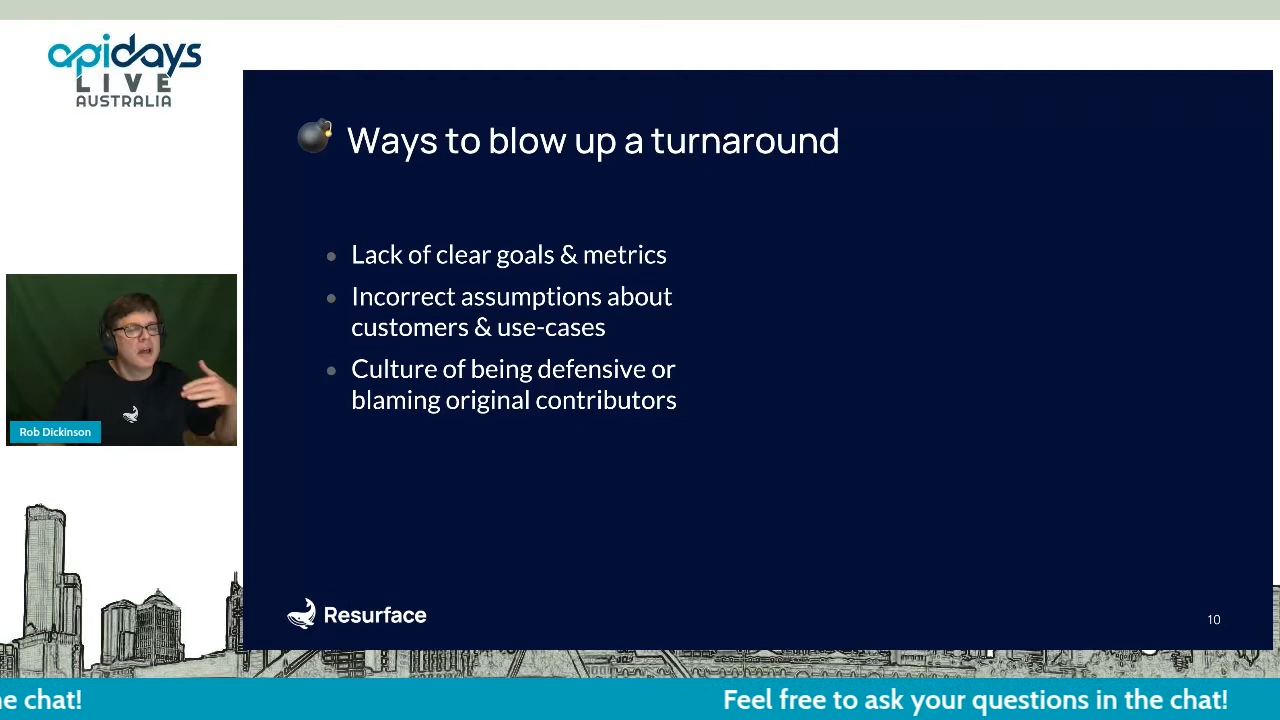 apidays
LIVE
AUSTRALIA
Ways to blow up a turnaround
Lack of clear goals & metrics
Incorrect assumptions about
customers & use-cases
Culture of being defensive or
blaming original contributors
Rob Dickinson
Resurface
10
he chat!
Feel free to ask your questions in the chat!